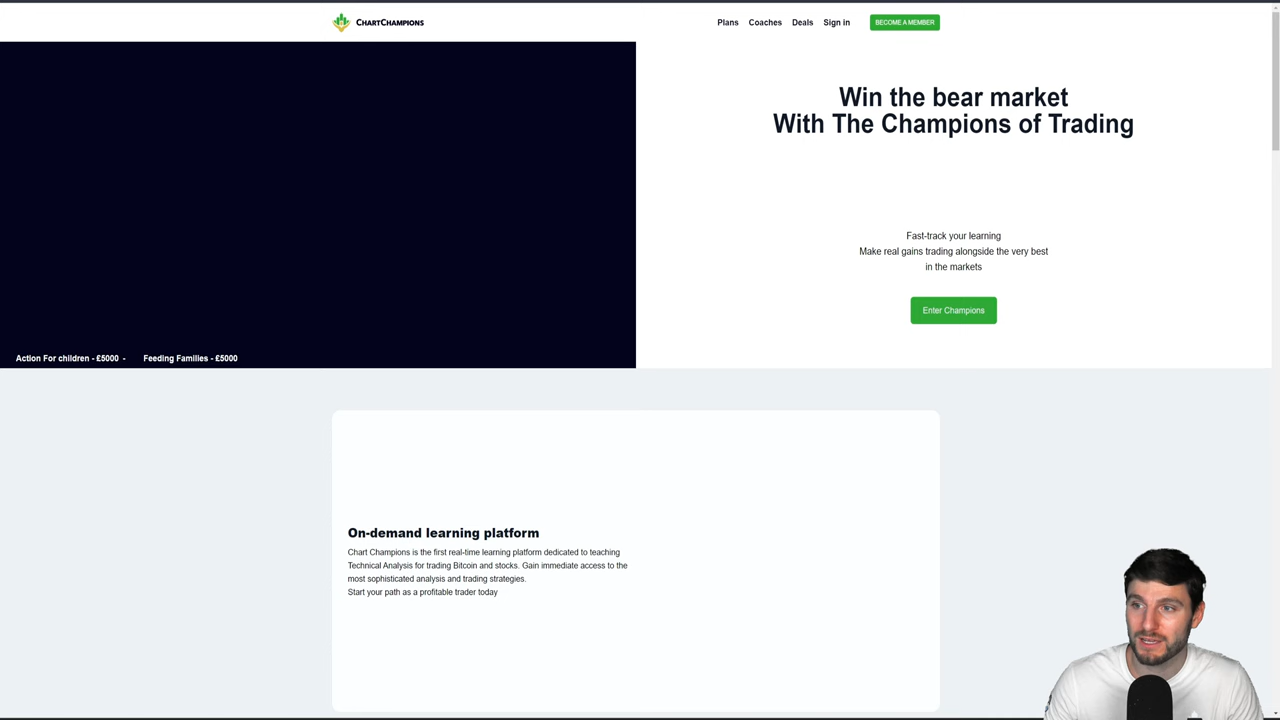 ChartChampions
Plans Coaches Deals Sign in BECOME A MEMBER
Win the bear market
With The Champions of Trading
Fast-track your learning
Make real gains trading alongside the very best
in the markets
Enter Champions
Action For children - £5000 - Feeding Families - £5000
On-demand learning platform
Chart Champions is the first real-time learning platform dedicated to teaching
Technical Analysis for trading Bitcoin and stocks. Gain immediate access to the
most sophisticated analysis and trading strategies.
Start your path as a profitable trader today